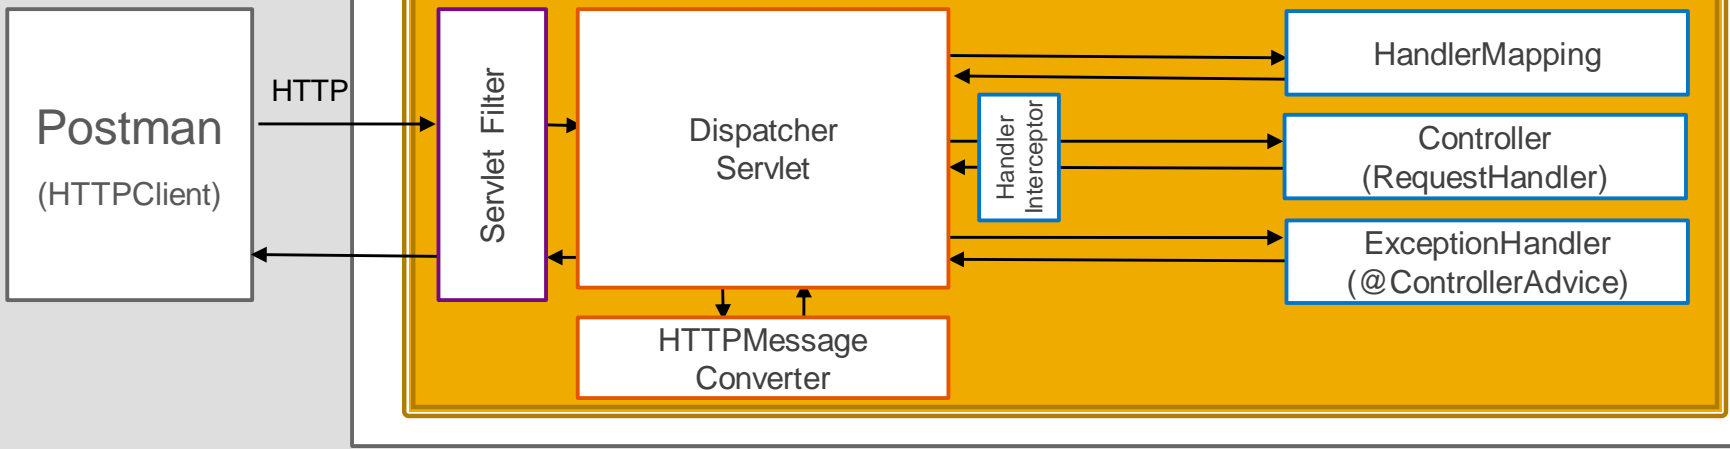 Postman
(HTTPClient)
HTTP
Servlet Filter
Dispatcher
Servlet
HTTPMessage
Converter
Handler
Interceptor
HandlerMapping
Controller
(RequestHandler)
ExceptionHandler
(@ControllerAdvice)